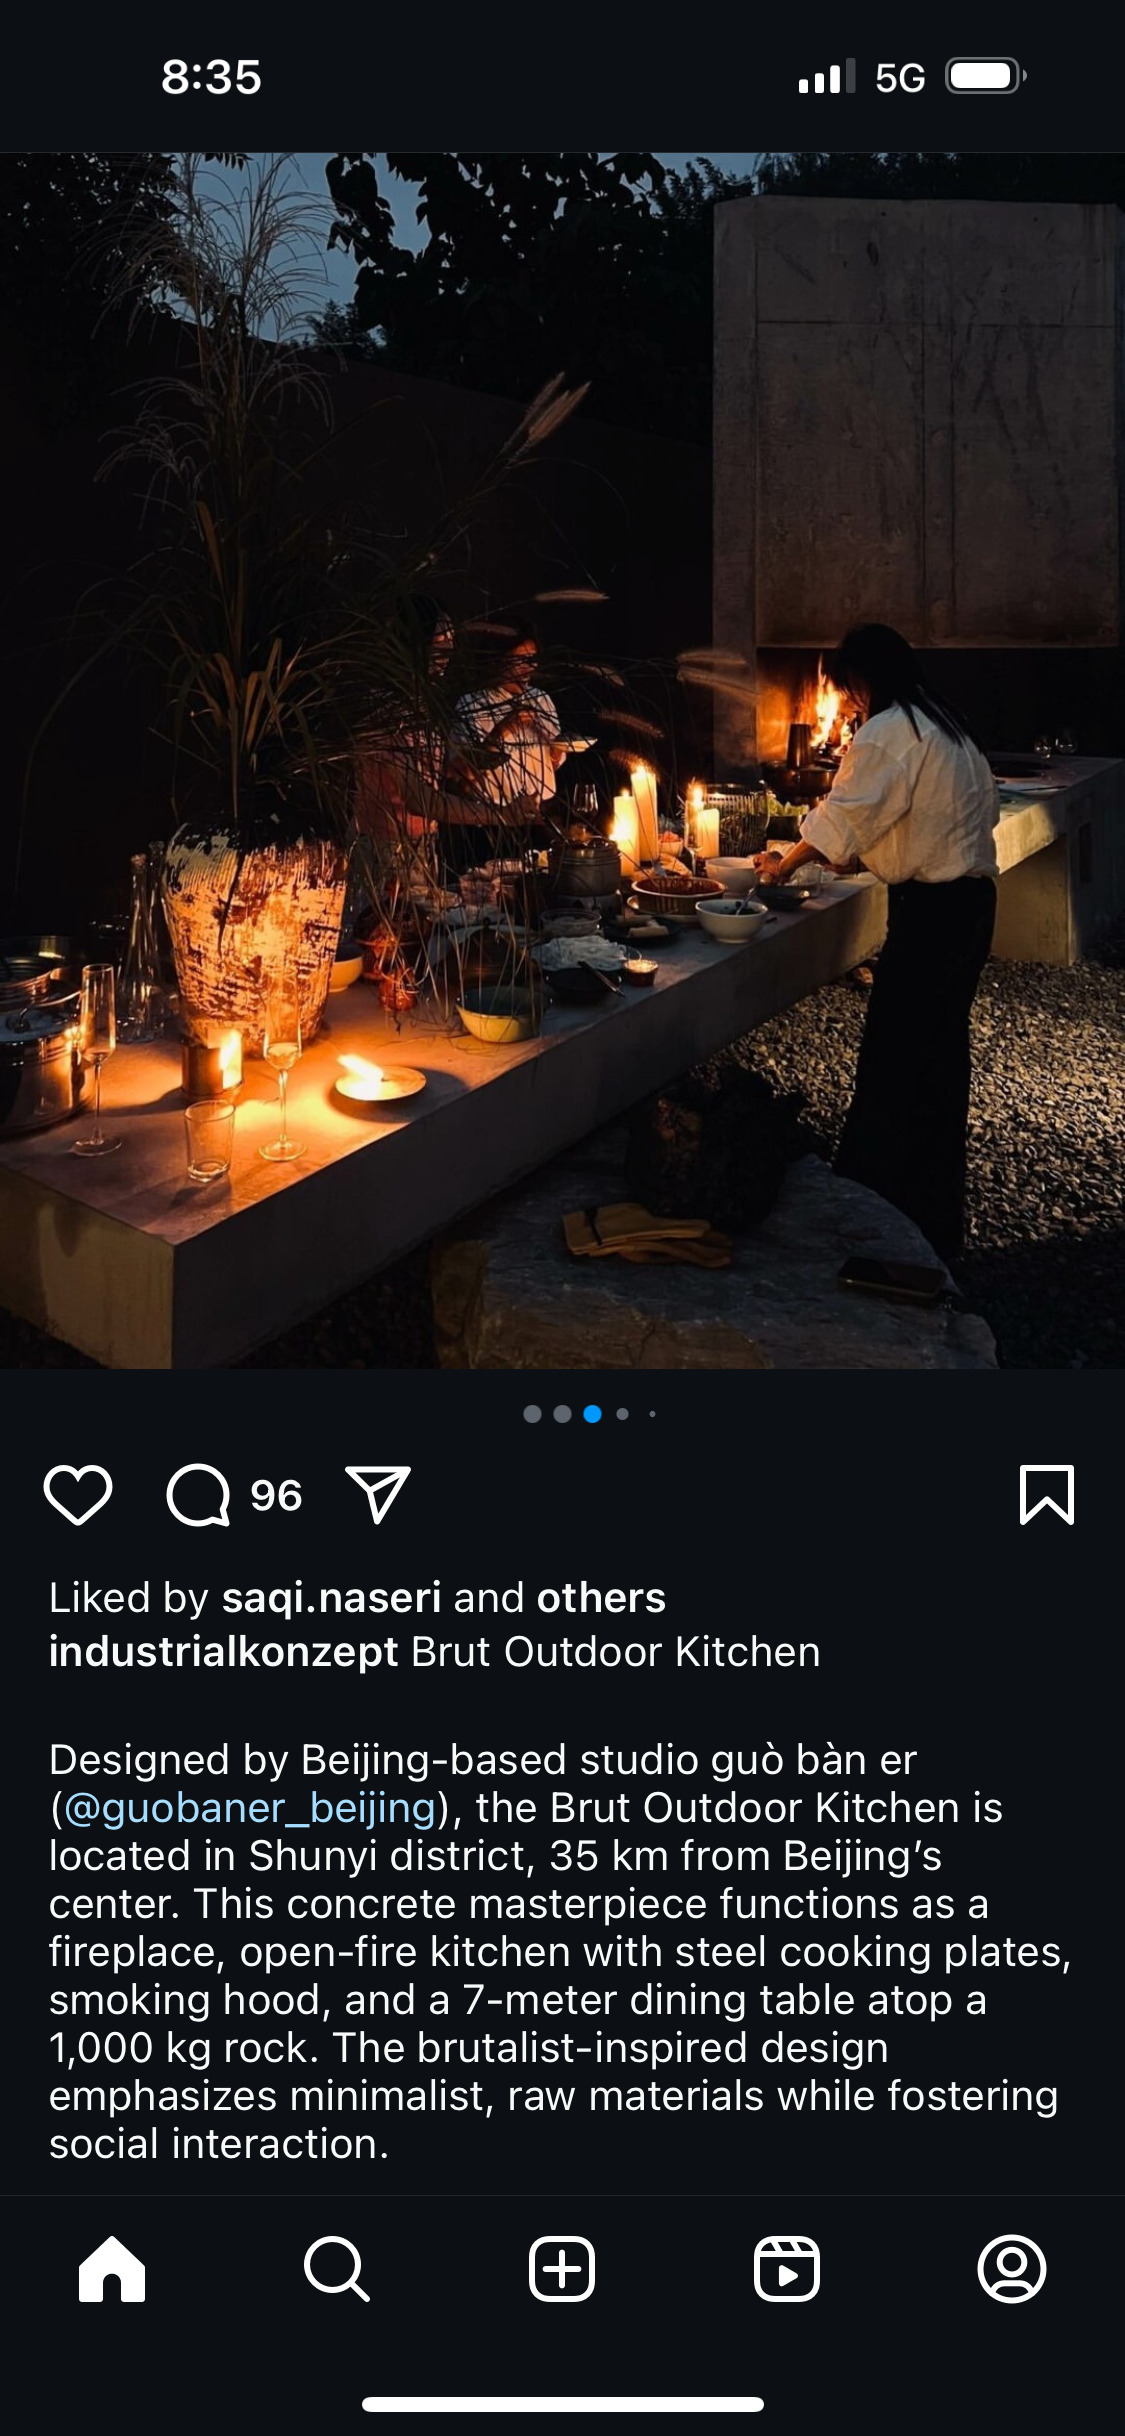 8:35
5G
96
Liked by saqi.naseri and others
industrialkonzept Brut Outdoor Kitchen
Designed by Beijing-based studio guò bàn er
(@guobaner_beijing), the Brut Outdoor Kitchen is
located in Shunyi district, 35 km from Beijing’s
center. This concrete masterpiece functions as a
fireplace, open-fire kitchen with steel cooking plates,
smoking hood, and a 7-meter dining table atop a
1,000 kg rock. The brutalist-inspired design
emphasizes minimalist, raw materials while fostering
social interaction.